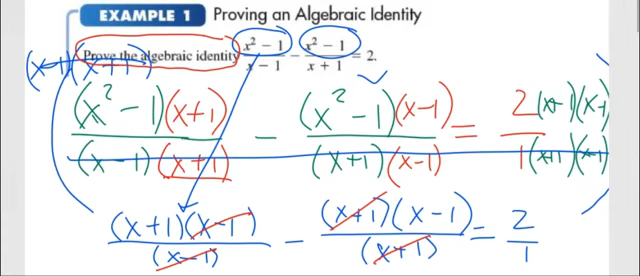 EXAMPLE 1 Proving an Algebraic Identity
Prove the algebraic identity (x² − 1)/(x − 1) − (x² − 1)/(x + 1) = 2.
(x−1)(x+1)
(x² − 1)(x+1)/(x−1)(x+1) − (x² − 1)(x−1)/(x+1)(x−1) = 2(x+1)(x-1/1(x+1)(x-1)
(x+1)(x−1)/(x−1) − (x+1)(x−1)/(x+1) = 2/1